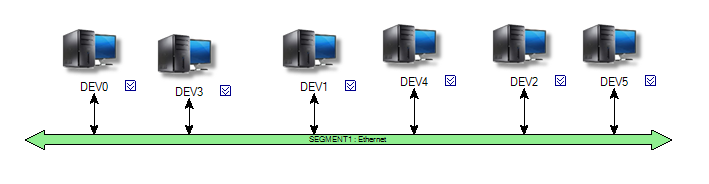 DEV0
DEV3
DEV1
DEV4
DEV2
DEV5
SEGMENT1 : Ethernet